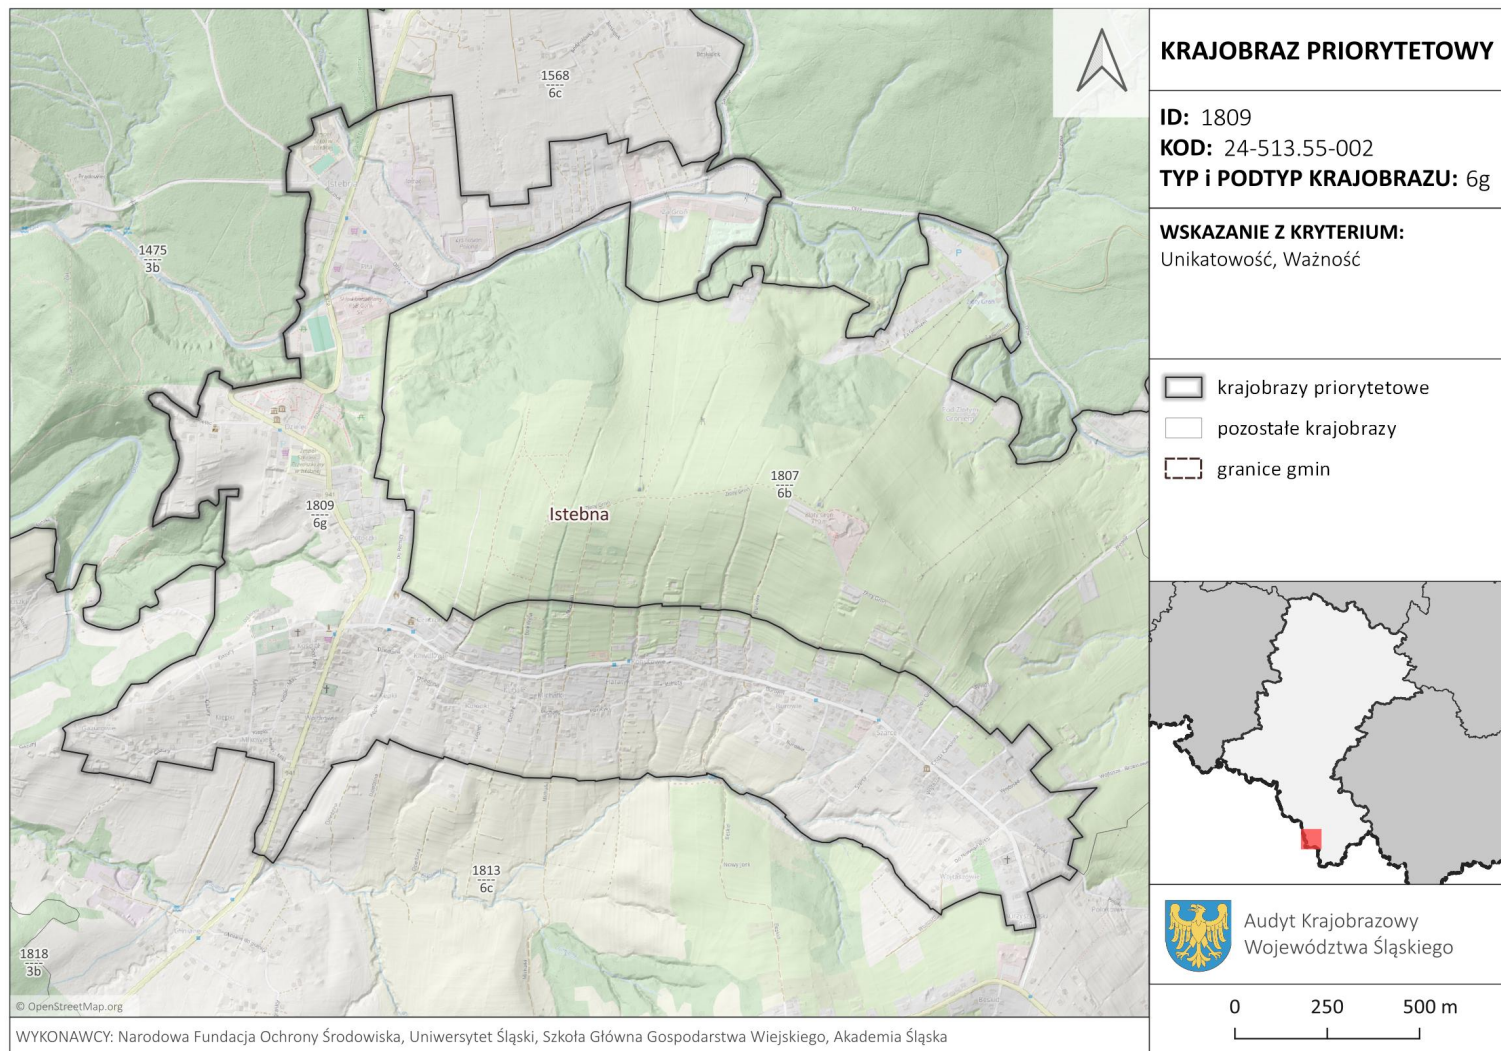 KRAJOBRAZ PRIORYTETOWY
ID: 1809
KOD: 24-513.55-002
TYP i PODTYP KRAJOBRAZU: 6g
WSKAZANIE Z KRYTERIUM:
Unikatowość, Ważność
krajobrazy priorytetowe
pozostałe krajobrazy
granice gmin
Audyt Krajobrazowy
Województwa Śląskiego
0 250 500 m
1568
6c
1475
3b
1807
6b
Istebna
1809
6g
1813
6c
1818
3b
© OpenStreetMap.org
WYKONAWCY: Narodowa Fundacja Ochrony Środowiska, Uniwersytet Śląski, Szkoła Główna Gospodarstwa Wiejskiego, Akademia Śląska